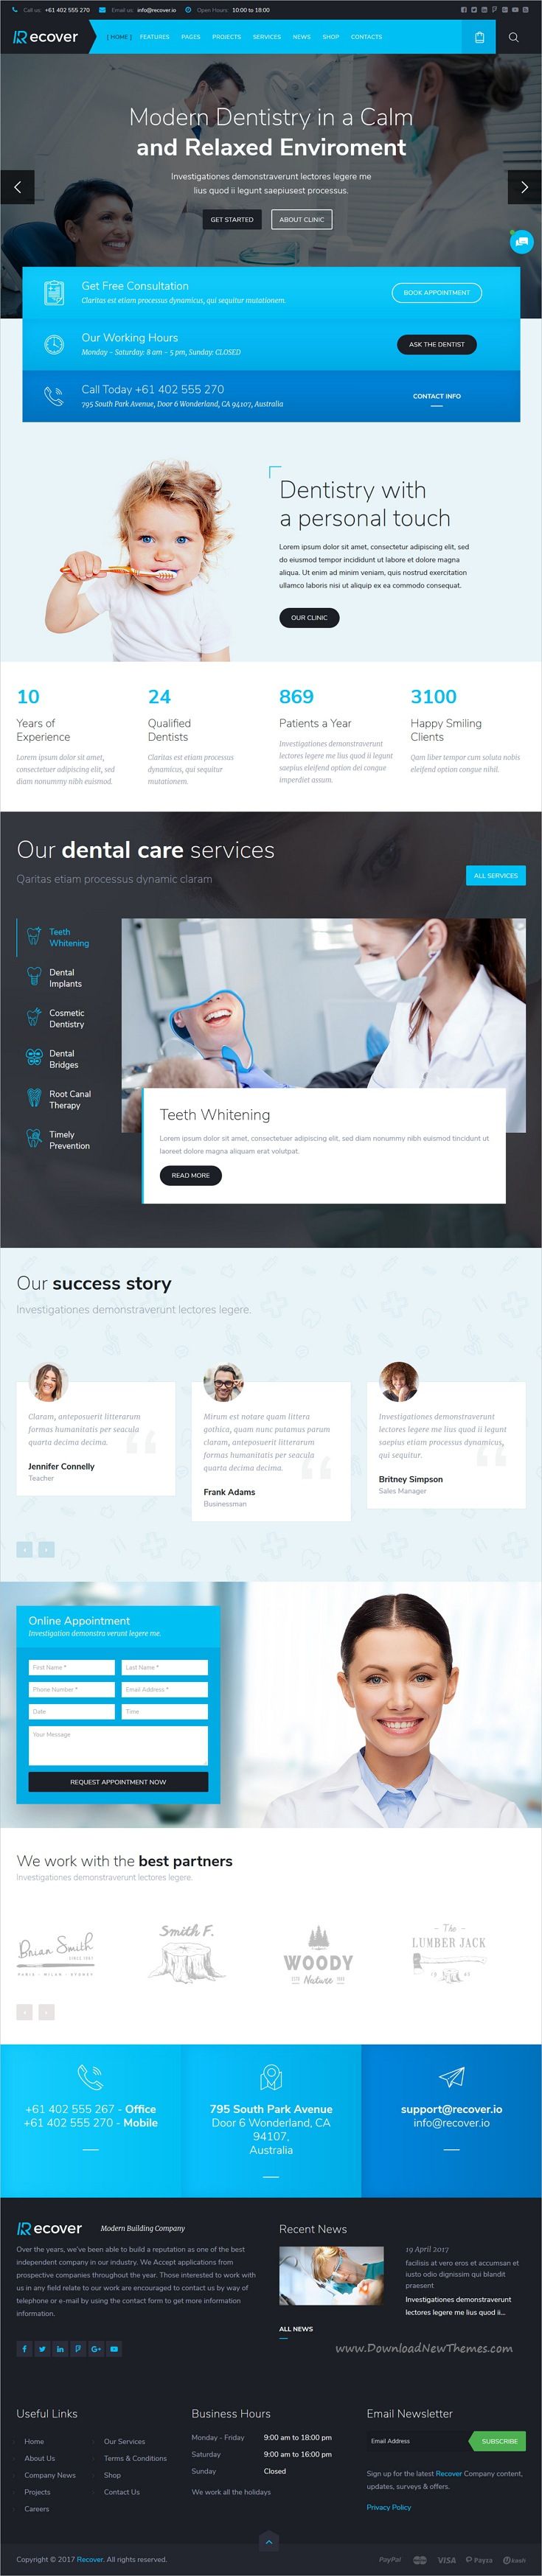 Call us: +61 402 555 270 Email us: info@recover.io Open Hours: 10:00 to 18:00
Recover
[ HOME ] FEATURES PAGES PROJECTS SERVICES NEWS SHOP CONTACTS
Modern Dentistry in a Calm
and Relaxed Enviroment
Investigationes demonstraverunt lectores legere me
lius quod ii legunt saepiusest processus.
GET STARTED ABOUT CLINIC
Get Free Consultation
Claritas est etiam processus dynamicus, qui sequitur mutationem.
BOOK APPOINTMENT
Our Working Hours
Monday - Saturday: 8 am - 5 pm, Sunday: CLOSED
ASK THE DENTIST
Call Today +61 402 555 270
795 South Park Avenue, Door 6 Wonderland, CA 94107, Australia
CONTACT INFO
Dentistry with
a personal touch
Lorem ipsum dolor sit amet, consectetur adipiscing elit, sed
do eiusmod tempor incididunt ut labore et dolore magna
aliqua. Ut enim ad minim veniam, quis nostrud exercitation
ullamco laboris nisi ut aliquip ex ea commodo consequat.
OUR CLINIC
10
Years of
Experience
Lorem ipsum dolor sit amet,
consectetuer adipiscing elit, sed
diam nonummy nibh euismod.
24
Qualified
Dentists
Claritas est etiam processus
dynamicus, qui sequitur
mutationem.
869
Patients a Year
Investigationes demonstraverunt
lectores legere me lius quod ii legunt
saepius eleifend option dei congue
imperdiet assum.
3100
Happy Smiling
Clients
Qam liber tempor cum soluta nobis
eleifend option congue nihil.
Our dental care services
Qaritas etiam processus dynamic claram
ALL SERVICES
Teeth
Whitening
Dental
Implants
Cosmetic
Dentistry
Dental
Bridges
Root Canal
Therapy
Timely
Prevention
Teeth Whitening
Lorem ipsum dolor sit amet, consectetuer adipiscing elit, sed diam nonummy nibh euismod tincidunt ut
laoreet dolore magna aliquam erat volutpat.
READ MORE
Our success story
Investigationes demonstraverunt lectores legere.
Claram, anteposuerit litterarum
formas humanitatis per seacula
quarta decima decima.
Jennifer Connelly
Teacher
Mirum est notare quam littera
gothica, quam nunc putamus parum
claram, anteposuerit litterarum
formas humanitatis per seacula
quarta decima decima.
Frank Adams
Businessman
Investigationes demonstraverunt
lectores legere me lius quod ii legunt
saepius etiam processus dynamicus,
qui sequitur.
Britney Simpson
Sales Manager
Online Appointment
Investigation demonstra verunt legere me.
First Name * Last Name *
Phone Number * Email Address *
Date Time
Your Message
REQUEST APPOINTMENT NOW
We work with the best partners
Investigationes demonstraverunt lectores legere.
Brian Smith
SINCE 1984
PARIS - MILAN - SYDNEY
Smith F.
WOODY
Nature
- The -
LUMBER JACK
+61 402 555 267 - Office
+61 402 555 270 - Mobile
795 South Park Avenue
Door 6 Wonderland, CA
94107,
Australia
support@recover.io
info@recover.io
Recover Modern Building Company
Over the years, we've been able to build a reputation as one of the best
independent company in our industry. We Accept applications from
prospective companies throughout the year. Those interested to work with
us in any field relate to our work are encouraged to contact us by way of
telephone or e-mail by using the contact form to get more information
information.
Recent News
19 April 2017
facilisis at vero eros et accumsan et
iusto odio dignissim qui blandit
praesent
Investigationes demonstraverunt
lectores legere me lius quod ii...
ALL NEWS
www.DownloadNewThemes.com
Useful Links
Home
About Us
Company News
Projects
Careers
Our Services
Terms & Conditions
Shop
Contact Us
Business Hours
Monday - Friday 9:00 am to 18:00 pm
Saturday 9:00 am to 16:00 pm
Sunday Closed
We work all the holidays
Email Newsletter
Email Address SUBSCRIBE
Sign up for the latest Recover Company content,
updates, surveys & offers.
Privacy Policy
Copyright © 2017 Recover. All rights reserved.
PayPal VISA Payza